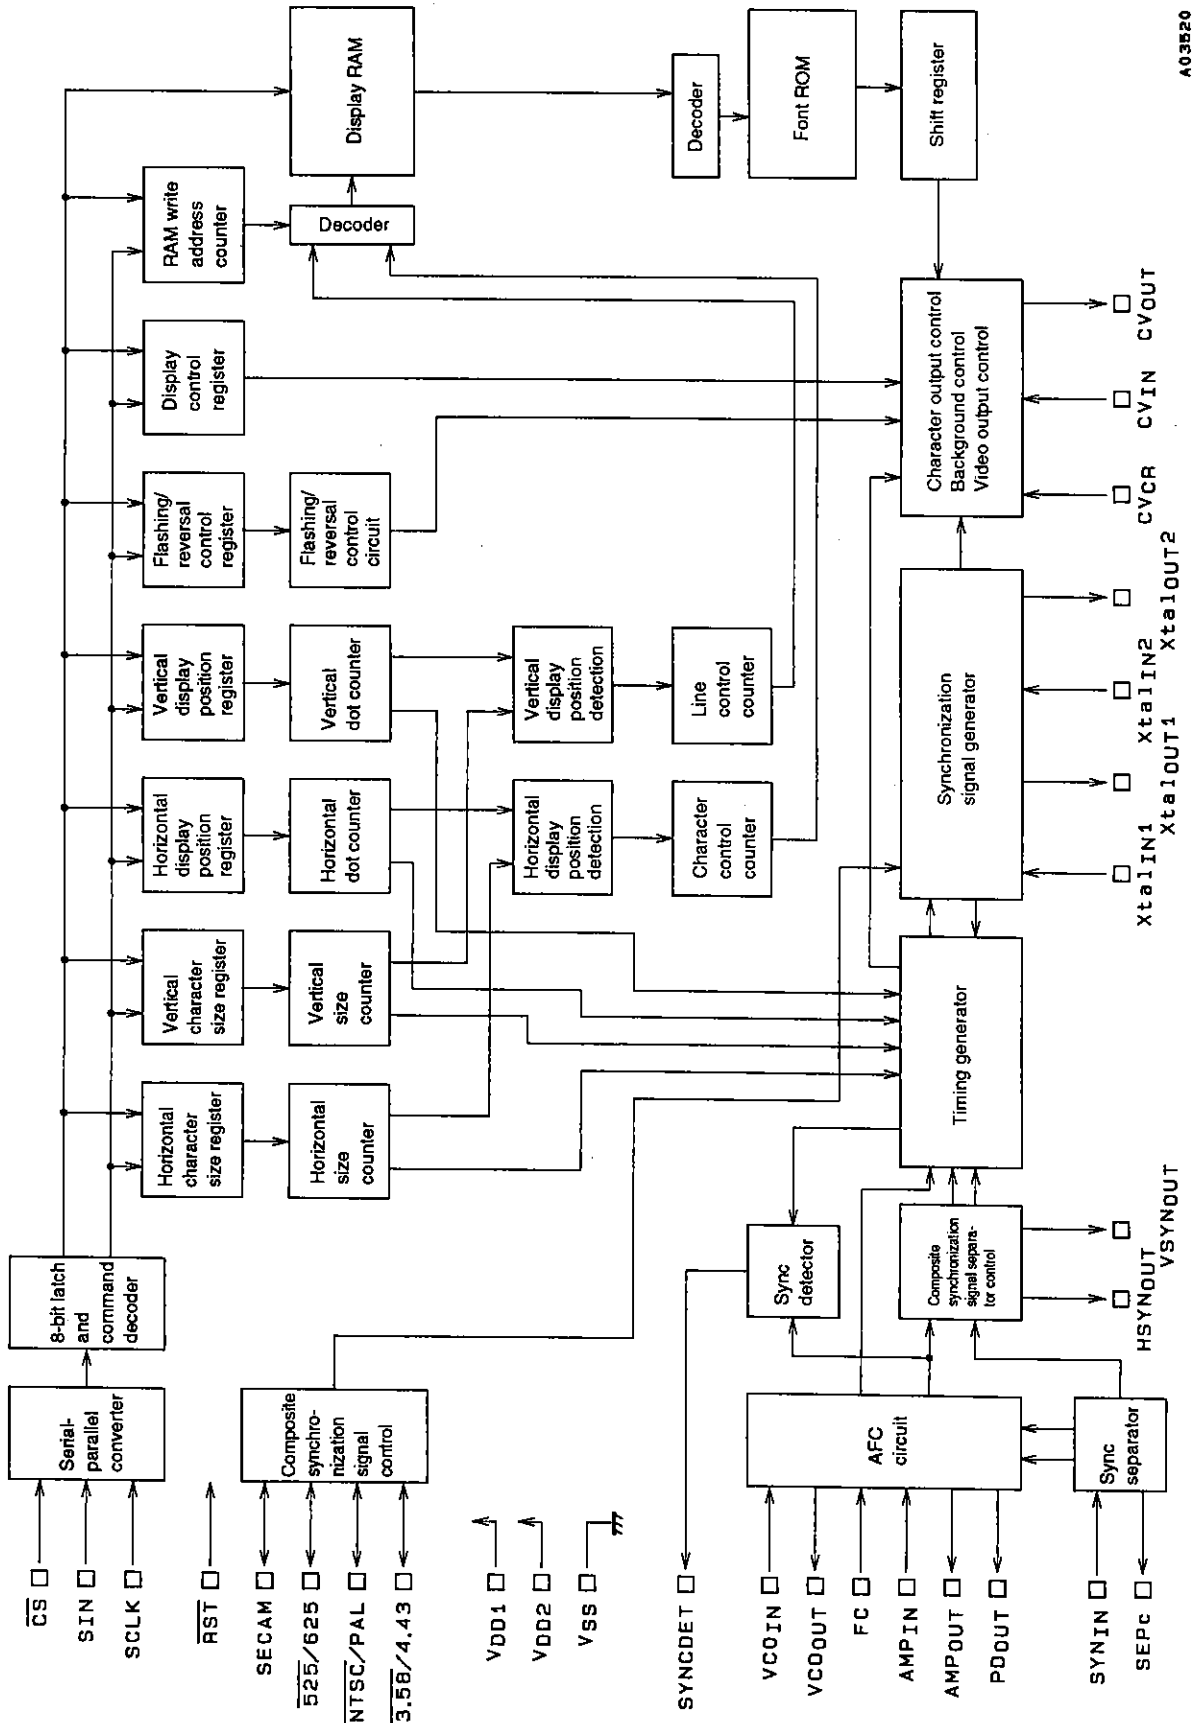 CS
SIN
SCLK
RST
SECAM
525/625
NTSC/PAL
3.58/4.43
VDD1
VDD2
VSS
SYNCDET
VCOIN
VCOOUT
FC
AMPIN
AMPOUT
PDOUT
SYNIN
SEPC
Serial-
parallel
converter
8-bit latch
and
command
decoder
Composite
synchro-
nization
signal
control
Horizontal
character
size register
Vertical
character
size register
Horizontal
display
position
register
Vertical
display
position
register
Flashing/
reversal
control
register
Display
control
register
RAM write
address
counter
Horizontal
size
counter
Vertical
size
counter
Horizontal
dot counter
Vertical
dot counter
Flashing/
reversal
control
circuit
Decoder
Display RAM
Horizontal
display
position
detection
Vertical
display
position
detection
Character
control
counter
Line
control
counter
Decoder
Font ROM
Shift register
Sync
detector
AFC
circuit
Sync
separator
Composite
synchronization
signal separa-
tor control
Timing generator
Synchronization
signal generator
Character output control
Background control
Video output control
HSYNOUT
VSYNOUT
XtalIN1
XtalOUT1
XtalIN2
XtalOUT2
CVCR
CVIN
CVOUT
A03520